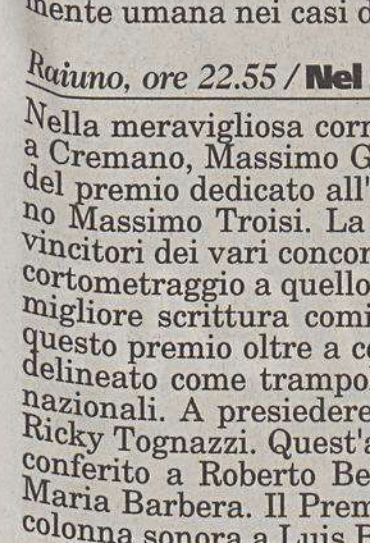 mente umana nei casi d
Raiuno, ore 22.55 / Nel
Nella meravigliosa corn
a Cremano, Massimo G
del premio dedicato all'
no Massimo Troisi. La
vincitori dei vari concor
cortometraggio a quello
migliore scrittura comi
questo premio oltre a co
delineato come trampol
nazionali. A presiedere
Ricky Tognazzi. Quest'a
conferito a Roberto Be
Maria Barbera. Il Prem
colonna sonora a Luis B